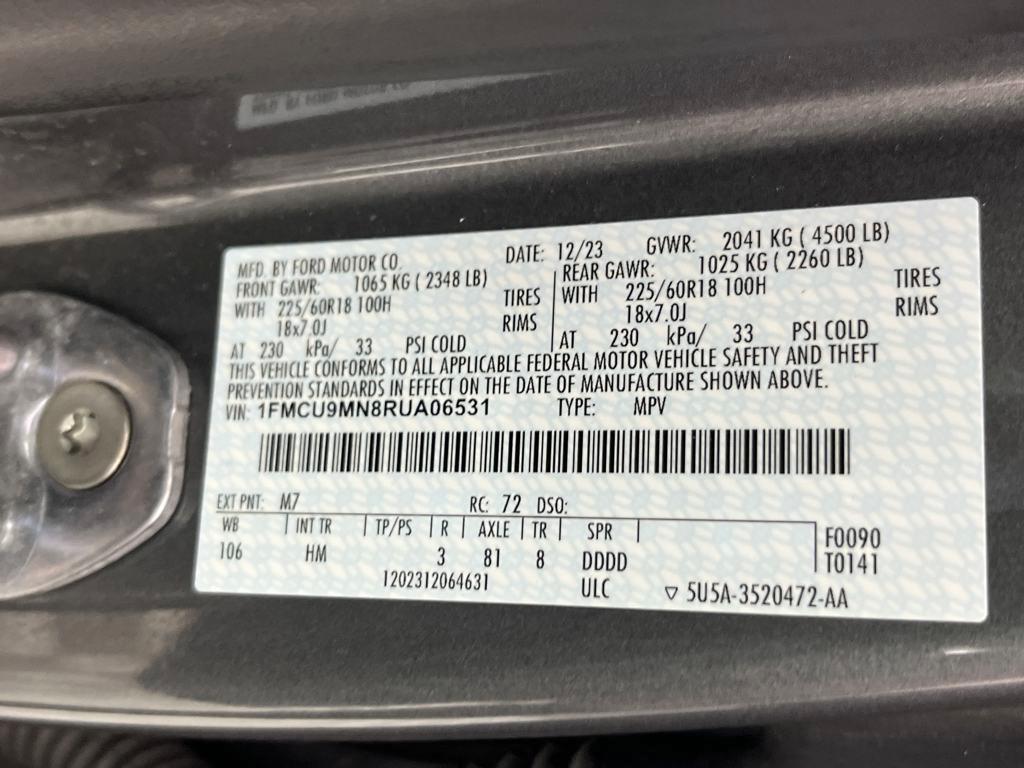 MFD. BY FORD MOTOR CO. DATE: 12/23 GVWR: 2041 KG ( 4500 LB)
FRONT GAWR: 1065 KG ( 2348 LB) REAR GAWR: 1025 KG ( 2260 LB)
WITH 225/60R18 100H TIRES WITH 225/60R18 100H TIRES
18x7.0J RIMS 18x7.0J RIMS
AT 230 kPa/ 33 PSI COLD AT 230 kPa/ 33 PSI COLD
THIS VEHICLE CONFORMS TO ALL APPLICABLE FEDERAL MOTOR VEHICLE SAFETY AND THEFT
PREVENTION STANDARDS IN EFFECT ON THE DATE OF MANUFACTURE SHOWN ABOVE.
VIN: 1FMCU9MN8RUA06531 TYPE: MPV
EXT PNT: M7 RC: 72 DSO:
WB INT TR TP/PS R AXLE TR SPR F0090
106 HM 3 81 8 DDDD T0141
1202312064631 ULC ▽ 5U5A-3520472-AA